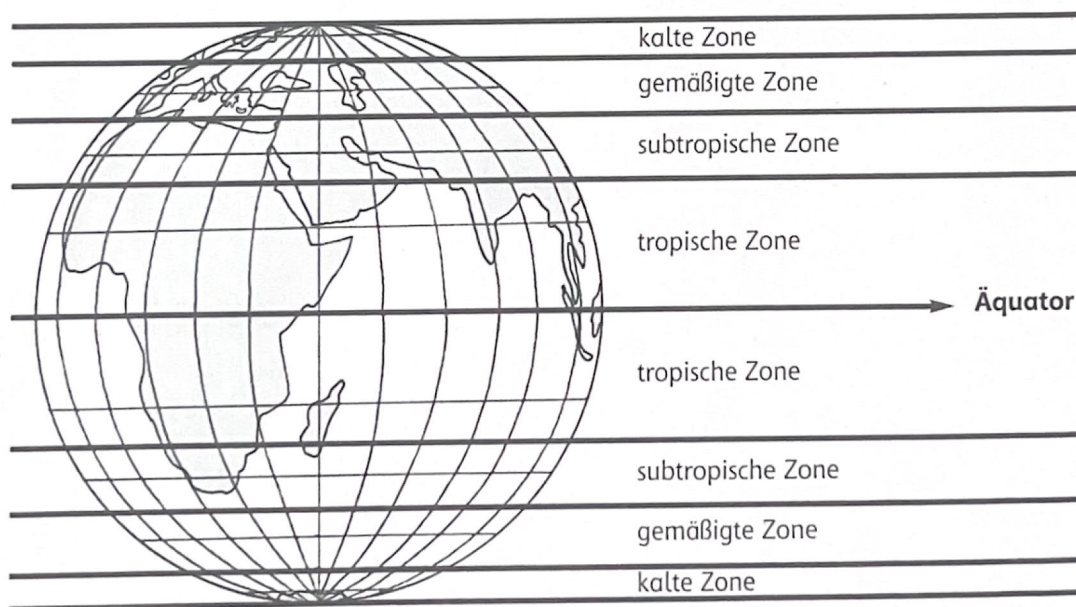 kalte Zone
gemäßigte Zone
subtropische Zone
tropische Zone
Äquator
tropische Zone
subtropische Zone
gemäßigte Zone
kalte Zone